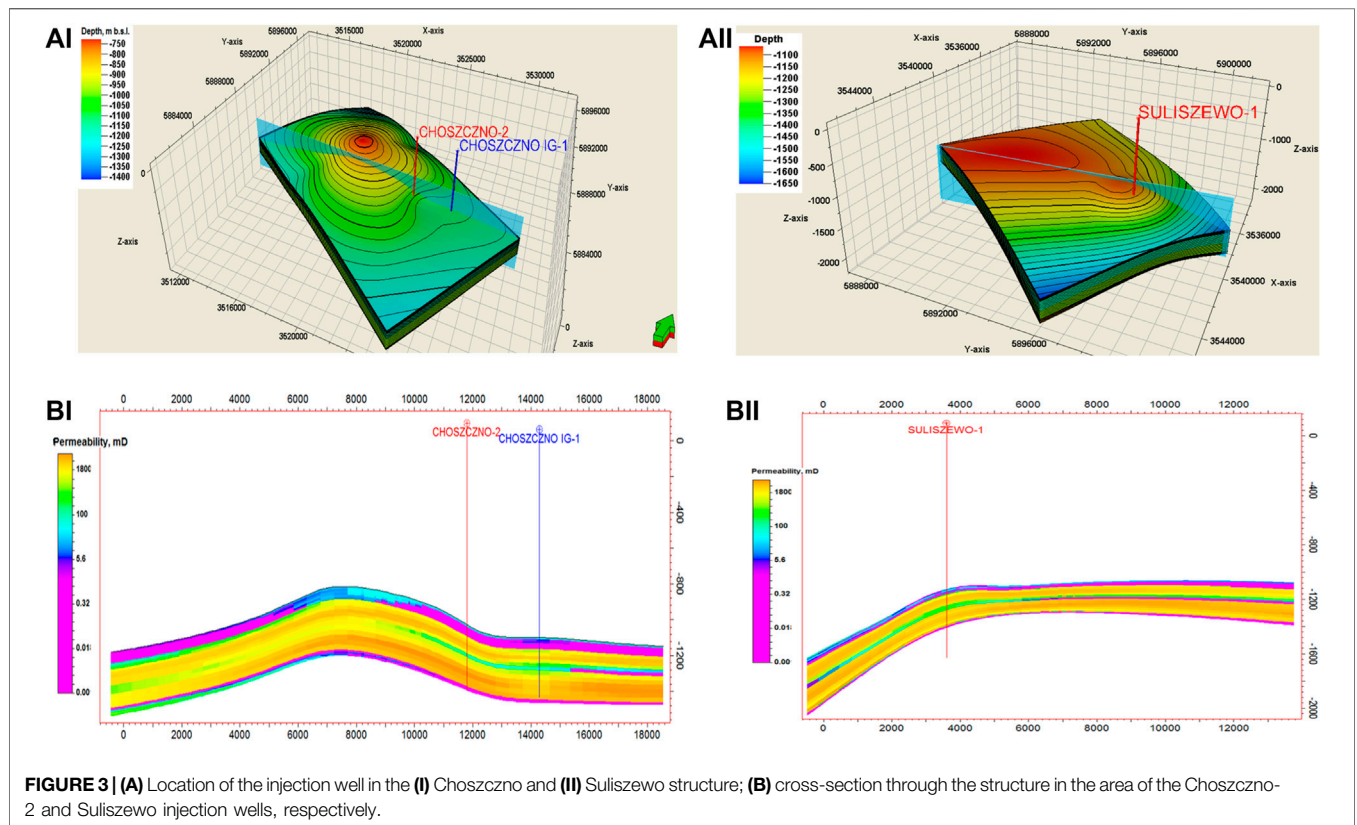 AI
Depth, m b.s.l.
-750
-800
-850
-900
-950
-1000
-1050
-1100
-1150
-1200
-1250
-1300
-1350
-1400
Y-axis
5896000
5892000
5888000
5884000
3515000
X-axis
3520000
3525000
3530000
CHOSZCZNO-2
CHOSZCZNO IG-1
5896000
5892000
Y-axis
5888000
5884000
0
Z-axis
3512000
3516000
3520000
0
Z-axis
AII
Depth
-1100
-1150
-1200
-1250
-1300
-1350
-1400
-1450
-1500
-1550
-1600
-1650
X-axis
3536000
3540000
3544000
5888000
Y-axis
5892000
5896000
5900000
SULISZEWO-1
0
-1000
Z-axis
-2000
0
-500
-1000
Z-axis
-1500
-2000
3536000
3540000
X-axis
3544000
5888000
5892000
Y-axis
5896000
BI
0 2000 4000 6000 8000 10000 12000 14000 16000 18000
Permeability, mD
1800
100
5.6
0.32
0.01
0.00
CHOSZCZNO-2
CHOSZCZNO IG-1
0
-400
-800
-1200
0 2000 4000 6000 8000 10000 12000 14000 16000 18000
BII
0 2000 4000 6000 8000 10000 12000
Permeability, mD
1800
100
5.6
0.32
0.01
0.00
SULISZEWO-1
0
-400
-800
-1200
-1600
-2000
0 2000 4000 6000 8000 10000 12000
FIGURE 3 | (A) Location of the injection well in the (I) Choszczno and (II) Suliszewo structure; (B) cross-section through the structure in the area of the Choszczno-
2 and Suliszewo injection wells, respectively.